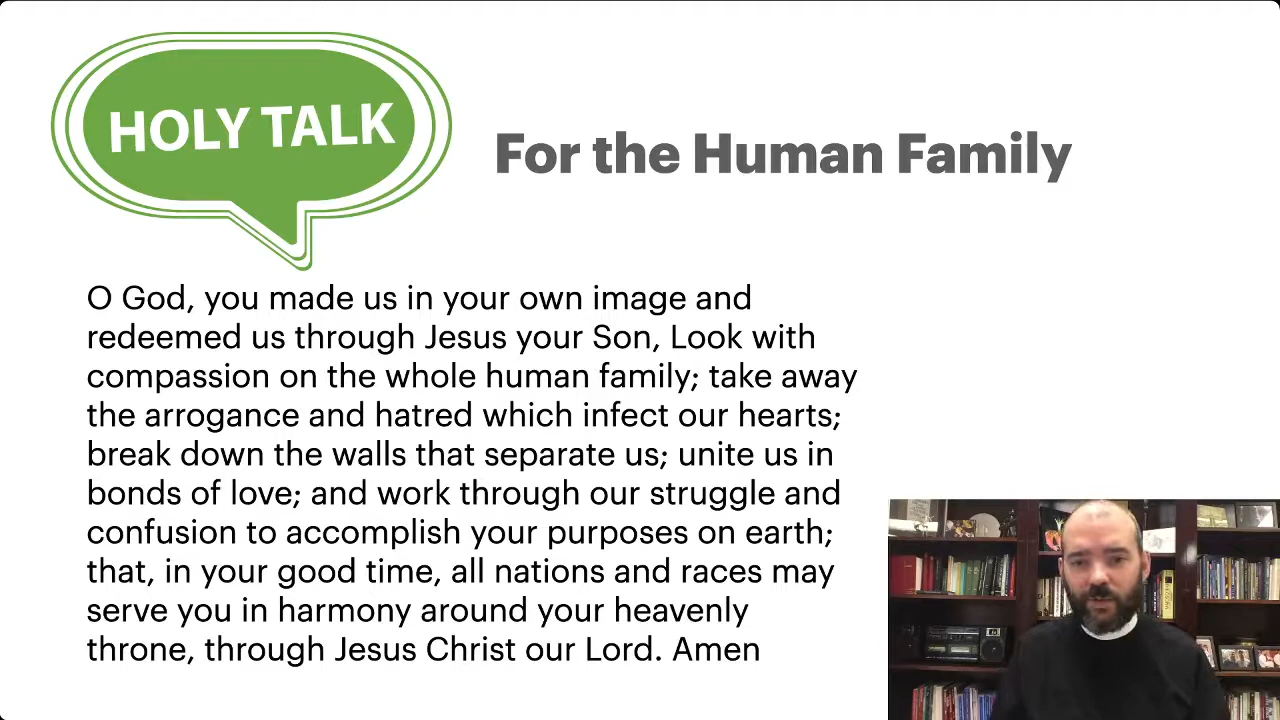 HOLY TALK
For the Human Family
O God, you made us in your own image and
redeemed us through Jesus your Son, Look with
compassion on the whole human family; take away
the arrogance and hatred which infect our hearts;
break down the walls that separate us; unite us in
bonds of love; and work through our struggle and
confusion to accomplish your purposes on earth;
that, in your good time, all nations and races may
serve you in harmony around your heavenly
throne, through Jesus Christ our Lord. Amen